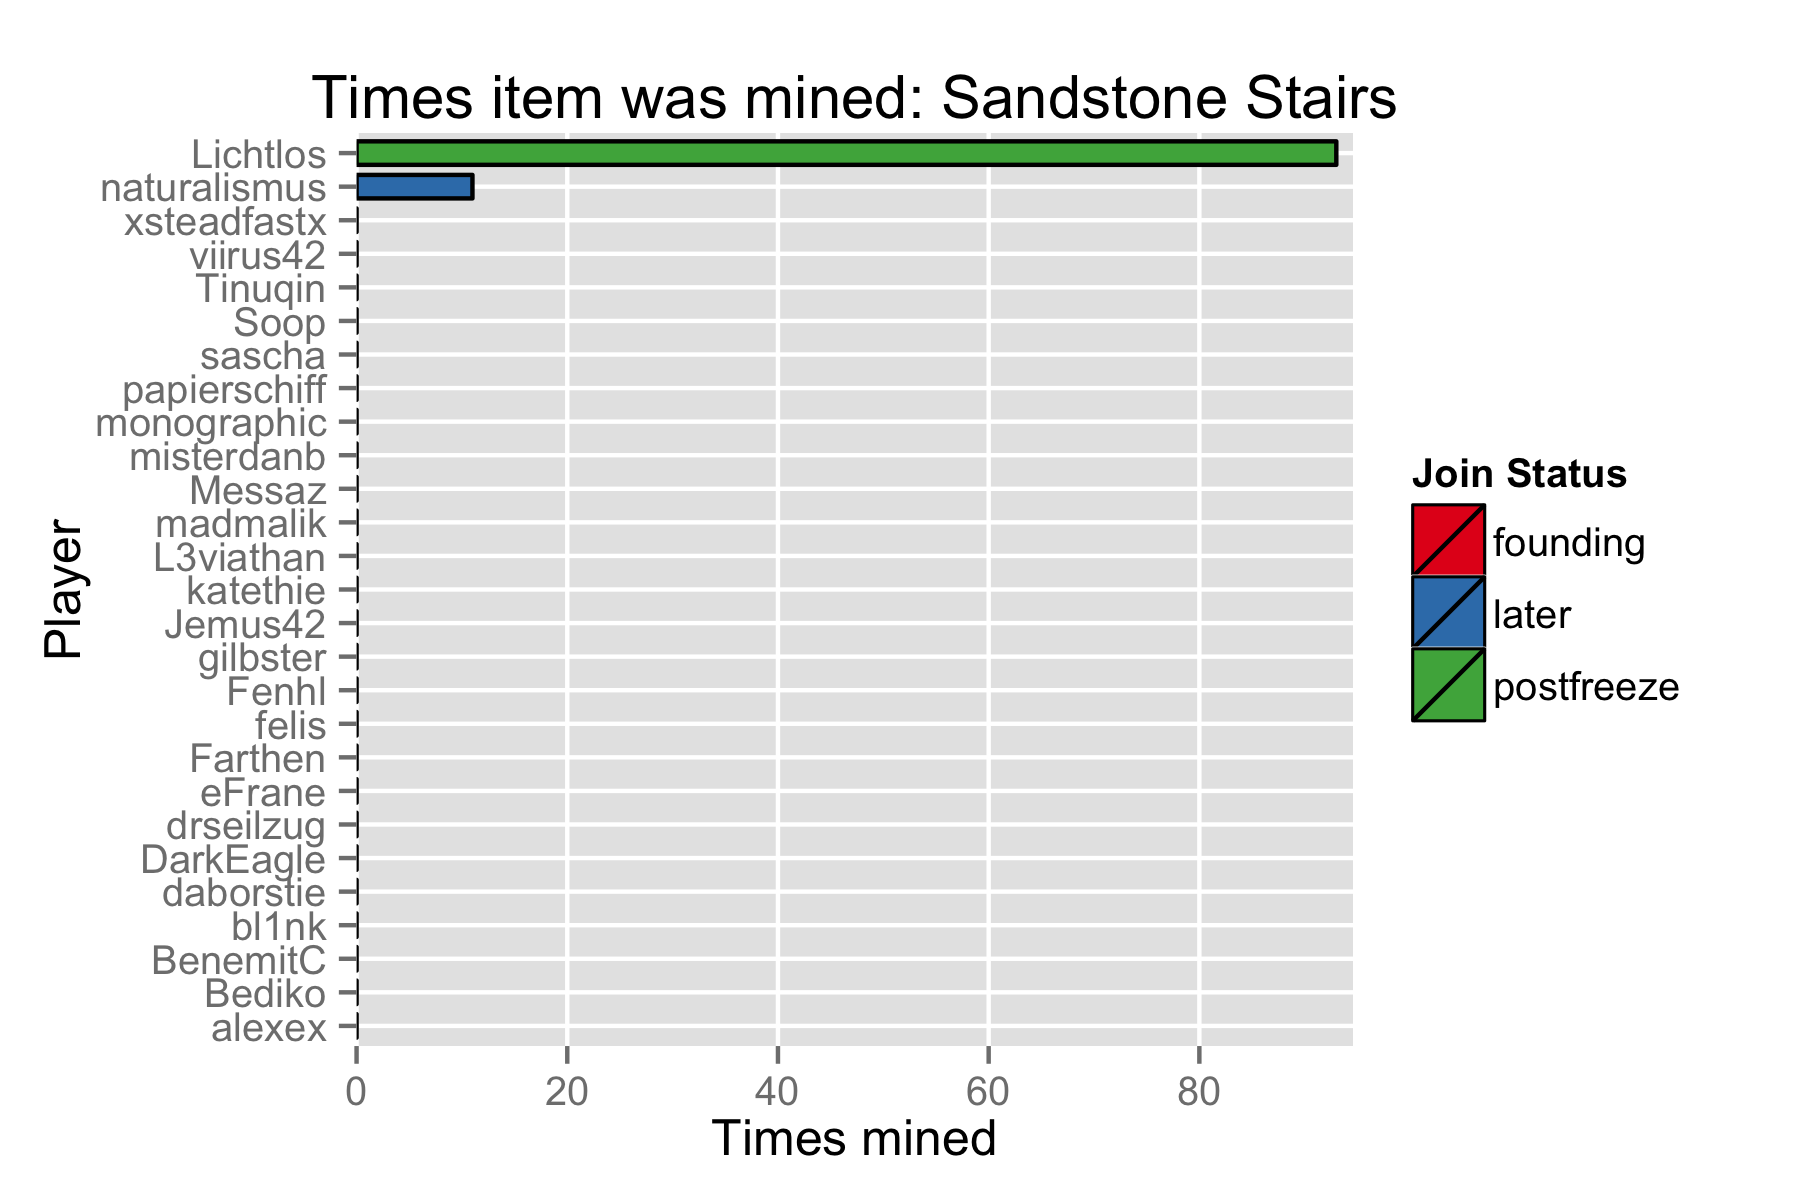 Times item was mined: Sandstone Stairs
Lichtlos
naturalismus
xsteadfastx
viirus42
Tinuqin
Soop
sascha
papierschiff
monographic
misterdanb
Messaz
madmalik
L3viathan
katethie
Jemus42
gilbster
Fenhl
felis
Farthen
eFrane
drseilzug
DarkEagle
daborstie
bl1nk
BenemitC
Bediko
alexex
Player
0 20 40 60 80
Times mined
Join Status
founding
later
postfreeze